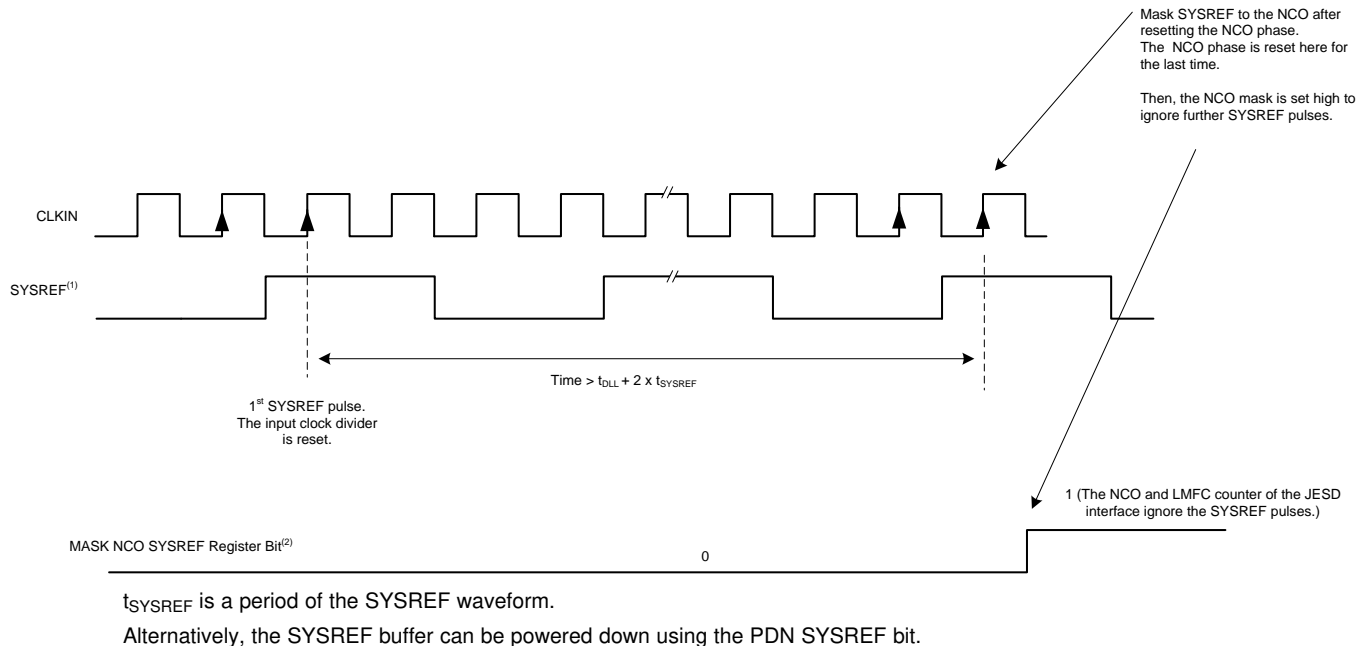 Mask SYSREF to the NCO after
resetting the NCO phase.
The  NCO phase is reset here for
the last time.
Then, the NCO mask is set high to
ignore further SYSREF pulses.
CLKIN
SYSREF(1)
Time > tDLL + 2 x tSYSREF
1st SYSREF pulse.
The input clock divider
is reset.
1 (The NCO and LMFC counter of the JESD
interface ignore the SYSREF pulses.)
MASK NCO SYSREF Register Bit(2)
0
tSYSREF is a period of the SYSREF waveform.
Alternatively, the SYSREF buffer can be powered down using the PDN SYSREF bit.